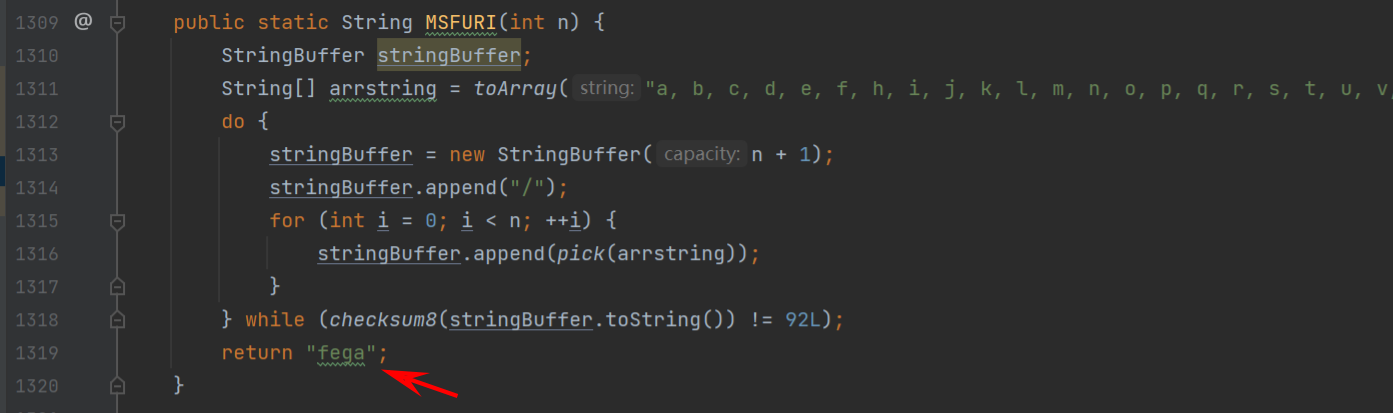 1309 @ public static String MSFURI(int n) {
1310 StringBuffer stringBuffer;
1311 String[] arrstring = toArray( string: "a, b, c, d, e, f, h, i, j, k, l, m, n, o, p, q, r, s, t, u, v,
1312 do {
1313 stringBuffer = new StringBuffer( capacity: n + 1);
1314 stringBuffer.append("/");
1315 for (int i = 0; i < n; ++i) {
1316 stringBuffer.append(pick(arrstring));
1317 }
1318 } while (checksum8(stringBuffer.toString()) != 92L);
1319 return "feqa";
1320 }